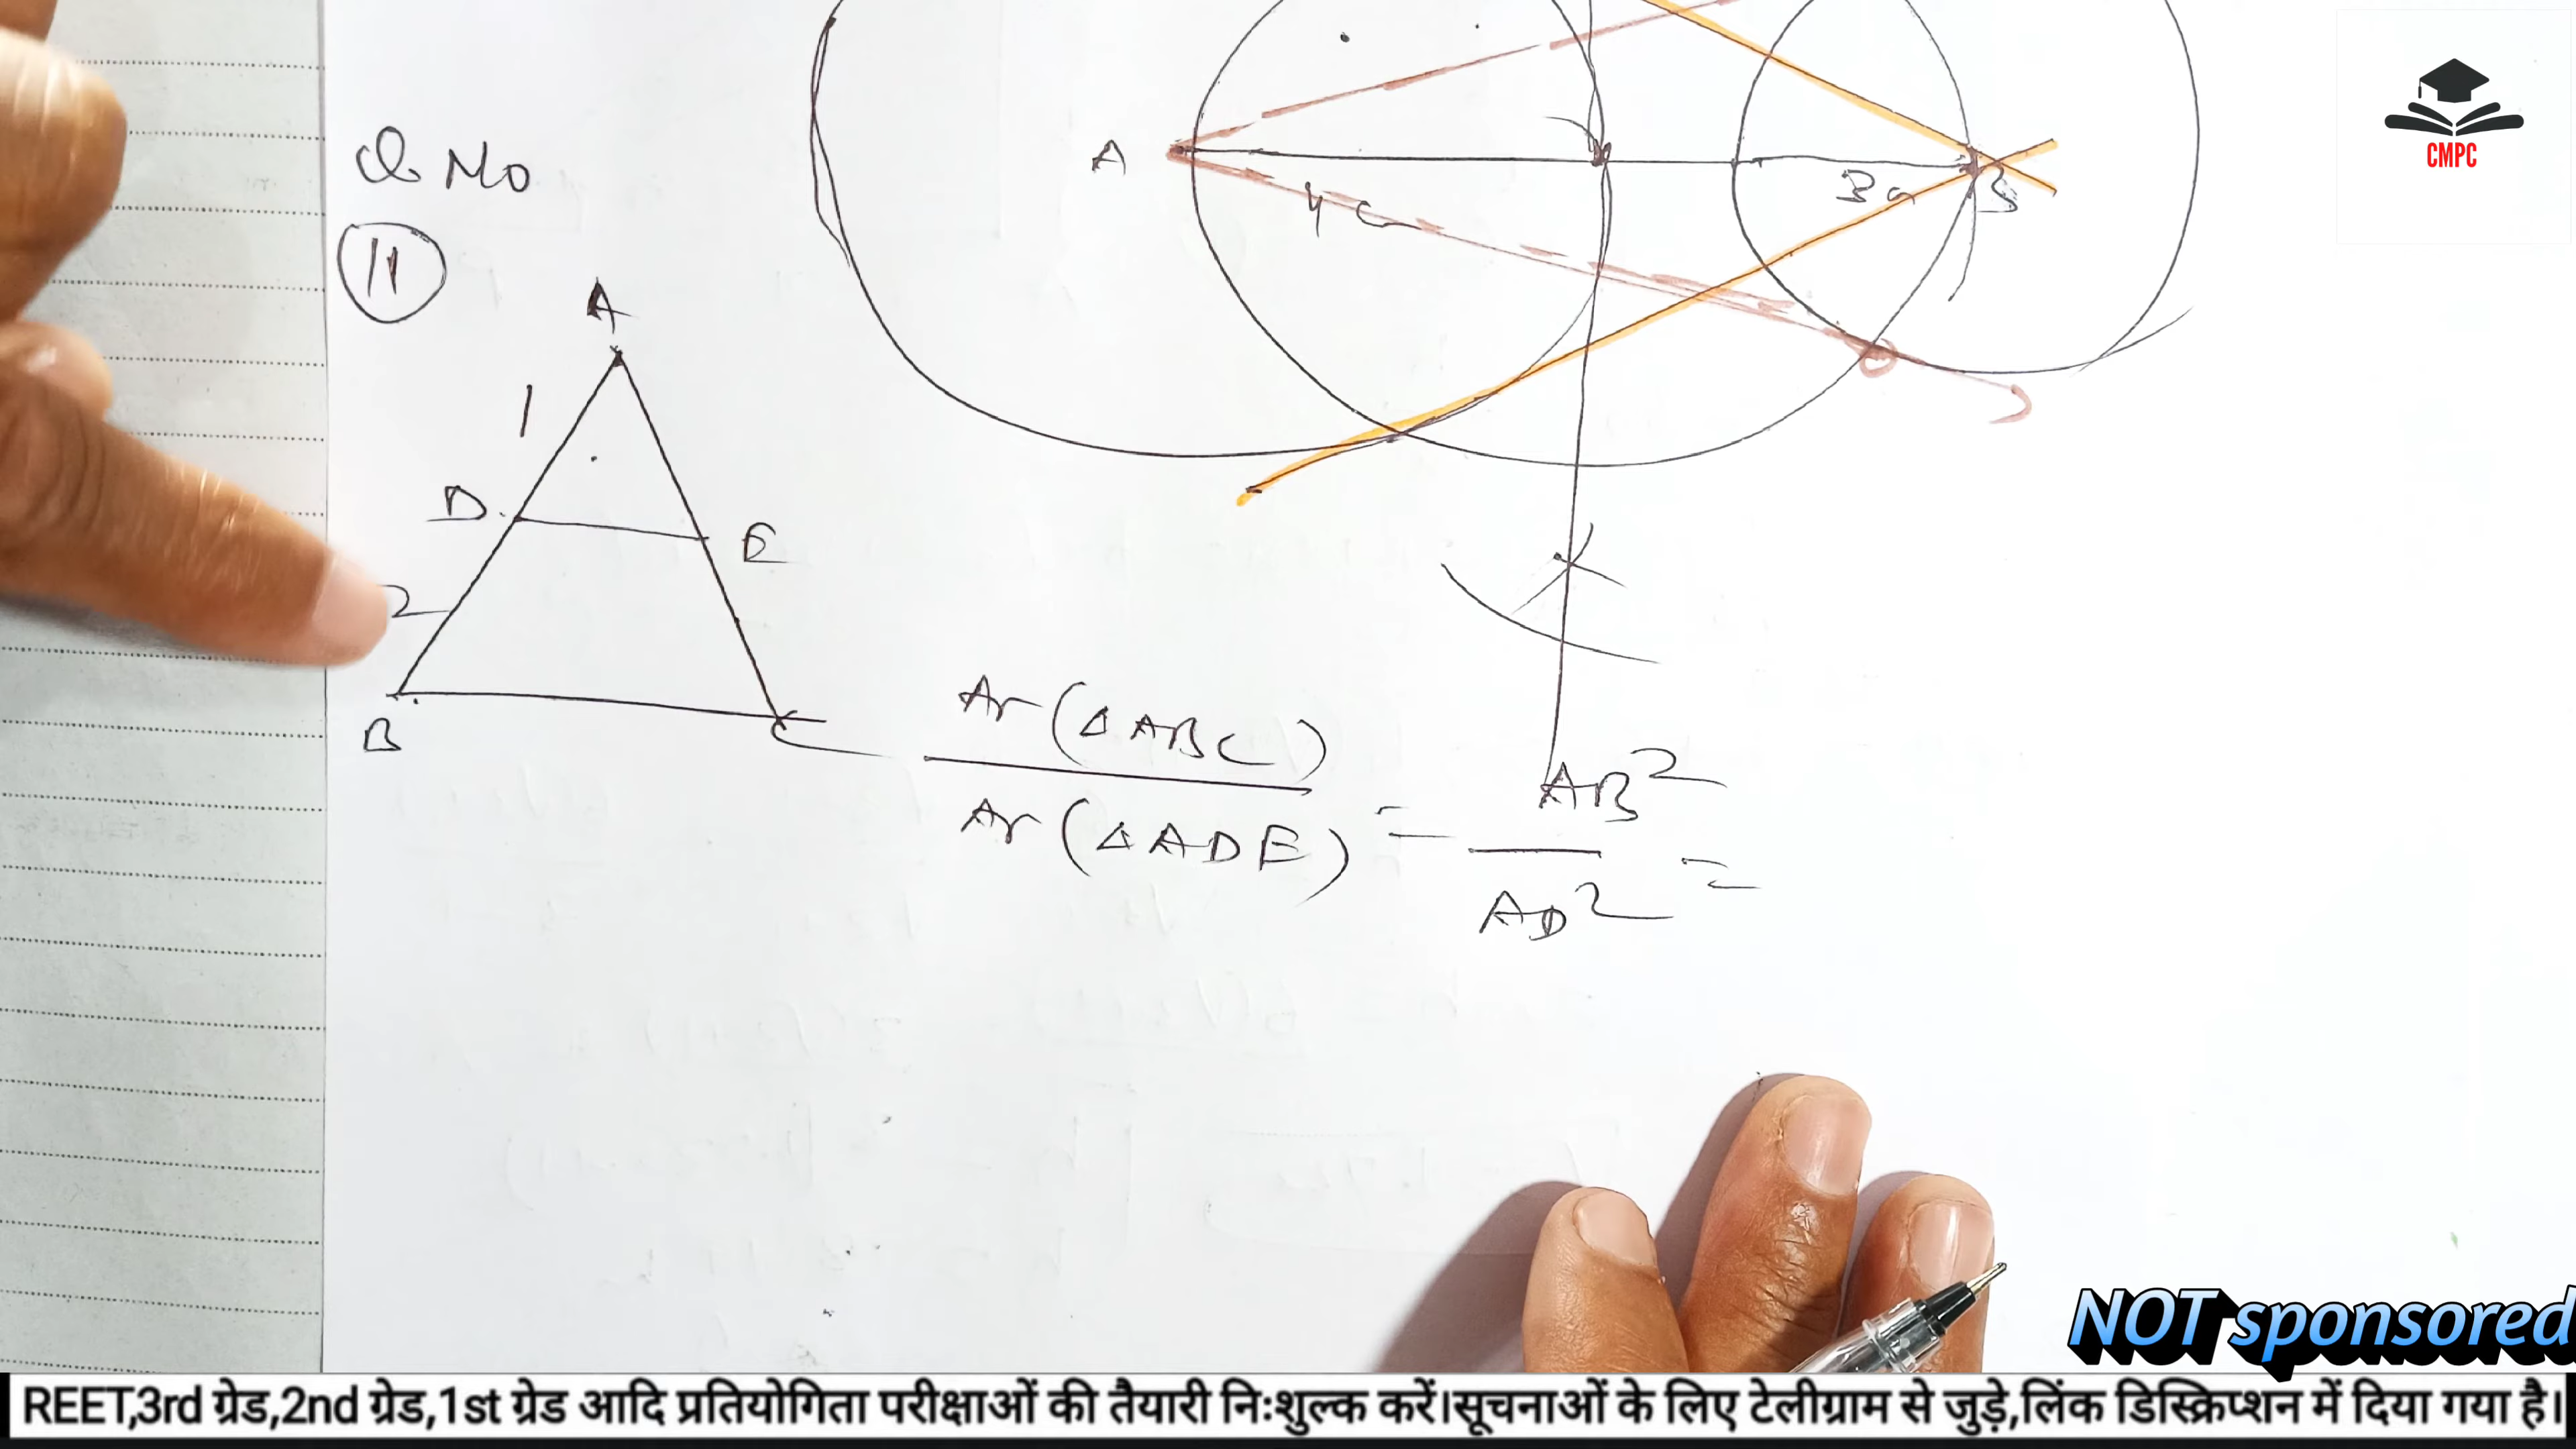 Q No
11
A
1
D
E
2
B
C
A
4c
3c
B
CMPC
Ar(△ABC)
Ar(△ADE)
=
AB²
AD²
=
NOT sponsored
REET,3rd ग्रेड,2nd ग्रेड,1st ग्रेड आदि प्रतियोगिता परीक्षाओं की तैयारी निःशुल्क करें।सूचनाओं के लिए टेलीग्राम से जुड़े,लिंक डिस्क्रिप्शन में दिया गया है।